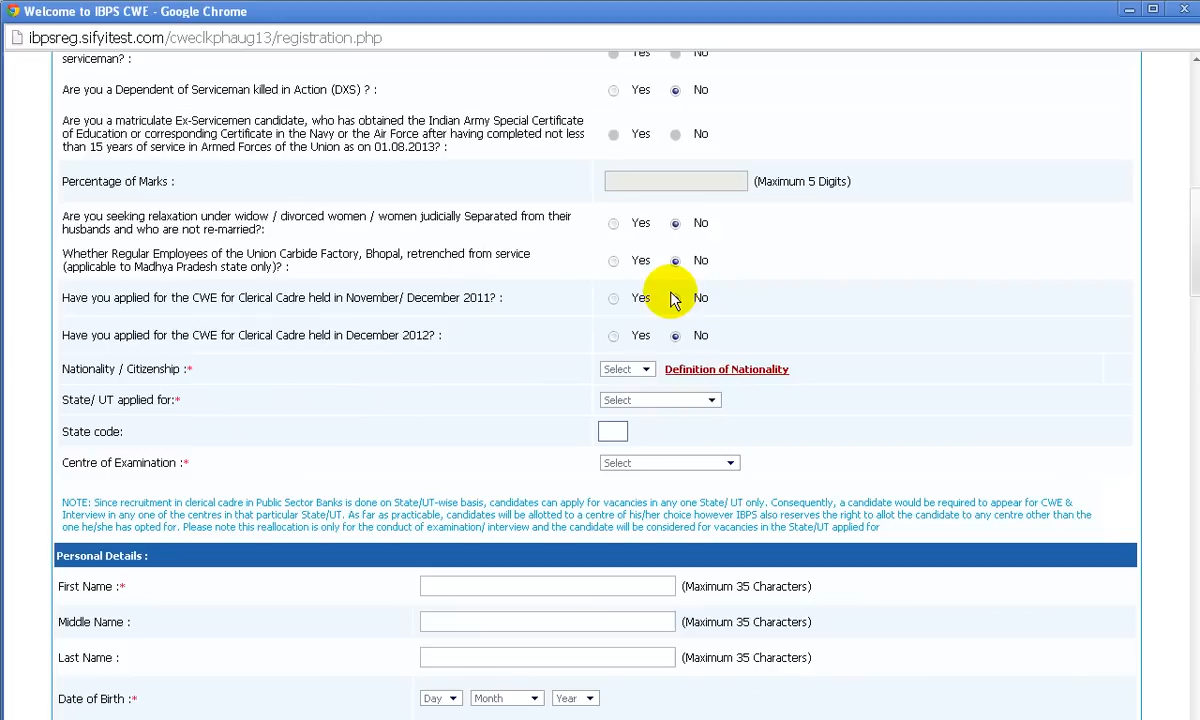 Welcome to IBPS CWE - Google Chrome
ibpsreg.sifyitest.com/cweclkphaug13/registration.php
serviceman? : Yes No
Are you a Dependent of Serviceman killed in Action (DXS) ? : Yes No
Are you a matriculate Ex-Servicemen candidate, who has obtained the Indian Army Special Certificate
of Education or corresponding Certificate in the Navy or the Air Force after having completed not less Yes No
than 15 years of service in Armed Forces of the Union as on 01.08.2013? :
Percentage of Marks : (Maximum 5 Digits)
Are you seeking relaxation under widow / divorced women / women judicially Separated from their Yes No
husbands and who are not re-married?:
Whether Regular Employees of the Union Carbide Factory, Bhopal, retrenched from service Yes No
(applicable to Madhya Pradesh state only)? :
Have you applied for the CWE for Clerical Cadre held in November/ December 2011? : Yes No
Have you applied for the CWE for Clerical Cadre held in December 2012? : Yes No
Nationality / Citizenship :* Select Definition of Nationality
State/ UT applied for:* Select
State code:
Centre of Examination :* Select
NOTE: Since recruitment in clerical cadre in Public Sector Banks is done on State/UT-wise basis, candidates can apply for vacancies in any one State/ UT only. Consequently, a candidate would be required to appear for CWE &
Interview in any one of the centres in that particular State/UT. As far as practicable, candidates will be allotted to a centre of his/her choice however IBPS also reserves the right to allot the candidate to any centre other than the
one he/she has opted for. Please note this reallocation is only for the conduct of examination/ interview and the candidate will be considered for vacancies in the State/UT applied for
Personal Details :
First Name :* (Maximum 35 Characters)
Middle Name : (Maximum 35 Characters)
Last Name : (Maximum 35 Characters)
Date of Birth :* Day Month Year